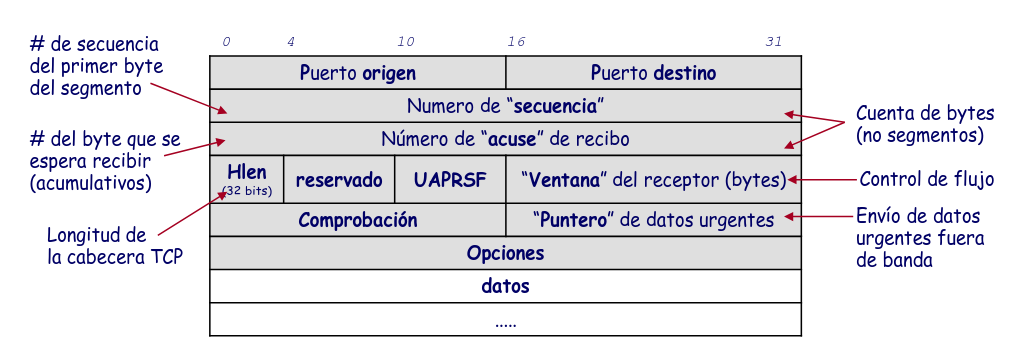 0 4 10 16 31
# de secuencia
del primer byte
del segmento
# del byte que se
espera recibir
(acumulativos)
Longitud de
la cabecera TCP
Puerto origen Puerto destino
Numero de “secuencia”
Número de “acuse” de recibo
Hlen
(32 bits)
reservado
UAPRSF
“Ventana” del receptor (bytes)
Comprobación
“Puntero” de datos urgentes
Opciones
datos
.....
Cuenta de bytes
(no segmentos)
Control de flujo
Envío de datos
urgentes fuera
de banda